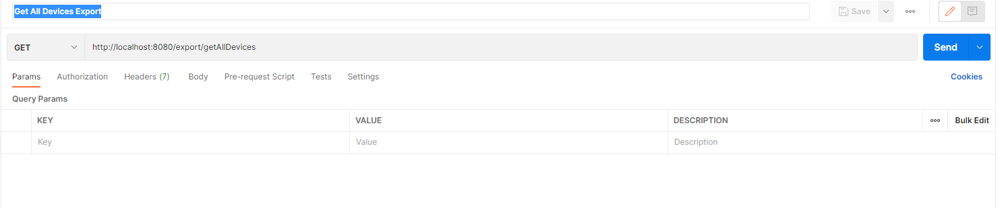 Get All Devices Export
Save
GET
http://localhost:8080/export/getAllDevices
Send
Params Authorization Headers (7) Body Pre-request Script Tests Settings Cookies
Query Params
KEY VALUE DESCRIPTION Bulk Edit
Key Value Description